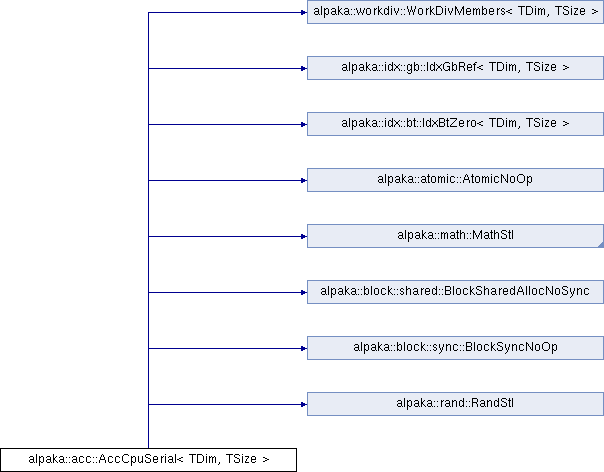 alpaka::workdiv::WorkDivMembers< TDim, TSize >
alpaka::idx::gb::IdxGbRef< TDim, TSize >
alpaka::idx::bt::IdxBtZero< TDim, TSize >
alpaka::atomic::AtomicNoOp
alpaka::math::MathStl
alpaka::block::shared::BlockSharedAllocNoSync
alpaka::block::sync::BlockSyncNoOp
alpaka::rand::RandStl
alpaka::acc::AccCpuSerial< TDim, TSize >